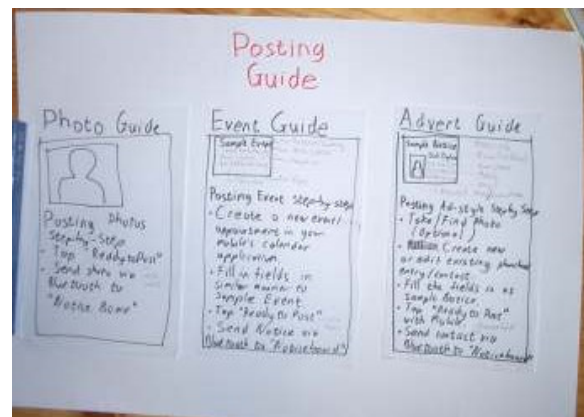 Posting
Guide
Photo Guide
Posting Photos
Step-by-Step
• Tap "Ready to Post"
• Send photo via
Bluetooth to
"Notice Board"
Event Guide
Sample Event
Posting Event step-by-step
• Create a new event/
appointment in your
mobile's calendar
application.
• Fill in fields in
similar manner to
Sample Event
• Tap "Ready to Post"
• Send Notice via
Bluetooth to "Noticeboard"
Advert Guide
Sample Notice
Posting Ad-style Step by Step
• Take/Find Photo
(optional)
• Create new
or edit existing
entry/contact.
• Fill the fields in as
Sample Notice.
• Tap "Ready to Post"
with Mobile.
• Send contact via
Bluetooth to "Noticeboard"